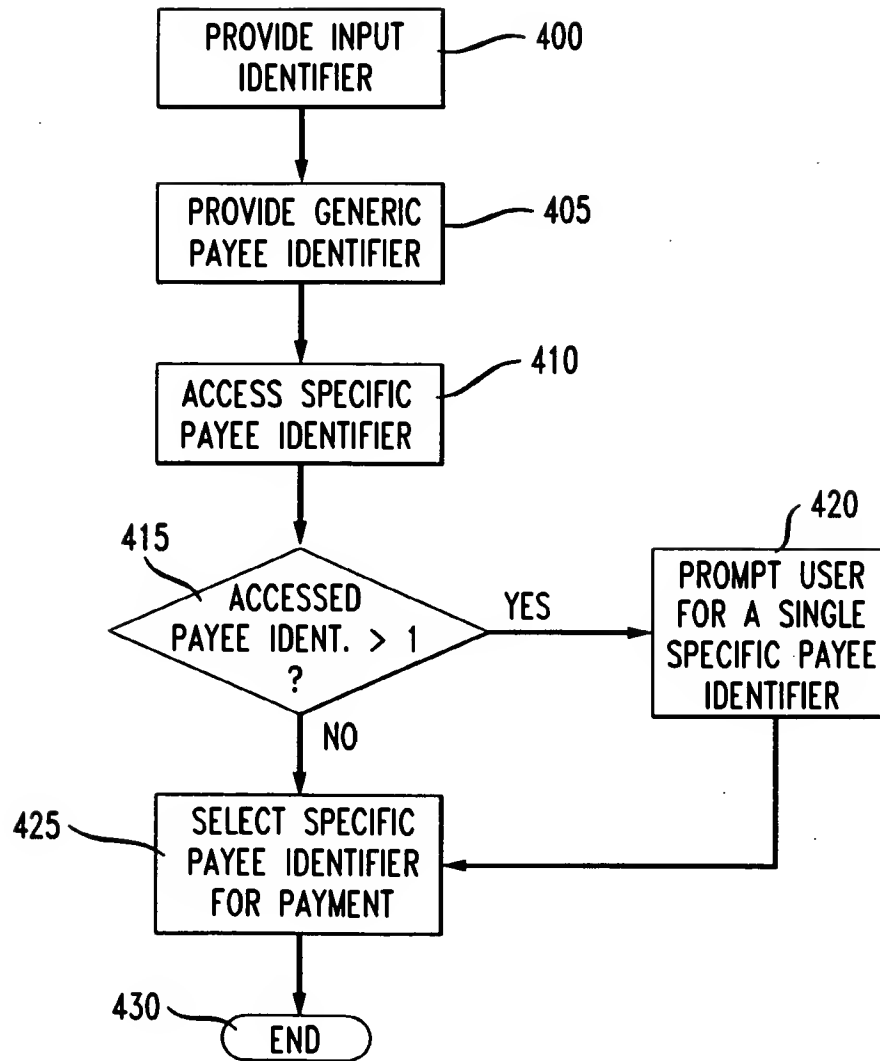 PROVIDE INPUT
IDENTIFIER
400
PROVIDE GENERIC
PAYEE IDENTIFIER
405
ACCESS SPECIFIC
PAYEE IDENTIFIER
410
415
ACCESSED
PAYEE IDENT. > 1
?
YES
NO
420
PROMPT USER
FOR A SINGLE
SPECIFIC PAYEE
IDENTIFIER
425
SELECT SPECIFIC
PAYEE IDENTIFIER
FOR PAYMENT
430
END